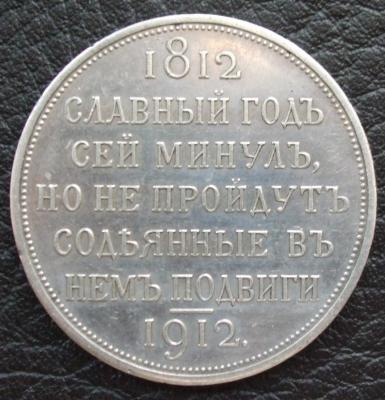 1812
СЛАВНЫЙ ГОДЪ
СЕЙ МИНУЛЪ,
НО НЕ ПРОЙДУТЪ
СОДѢЯННЫЕ ВЪ
НЕМЪ ПОДВИГИ
1912.